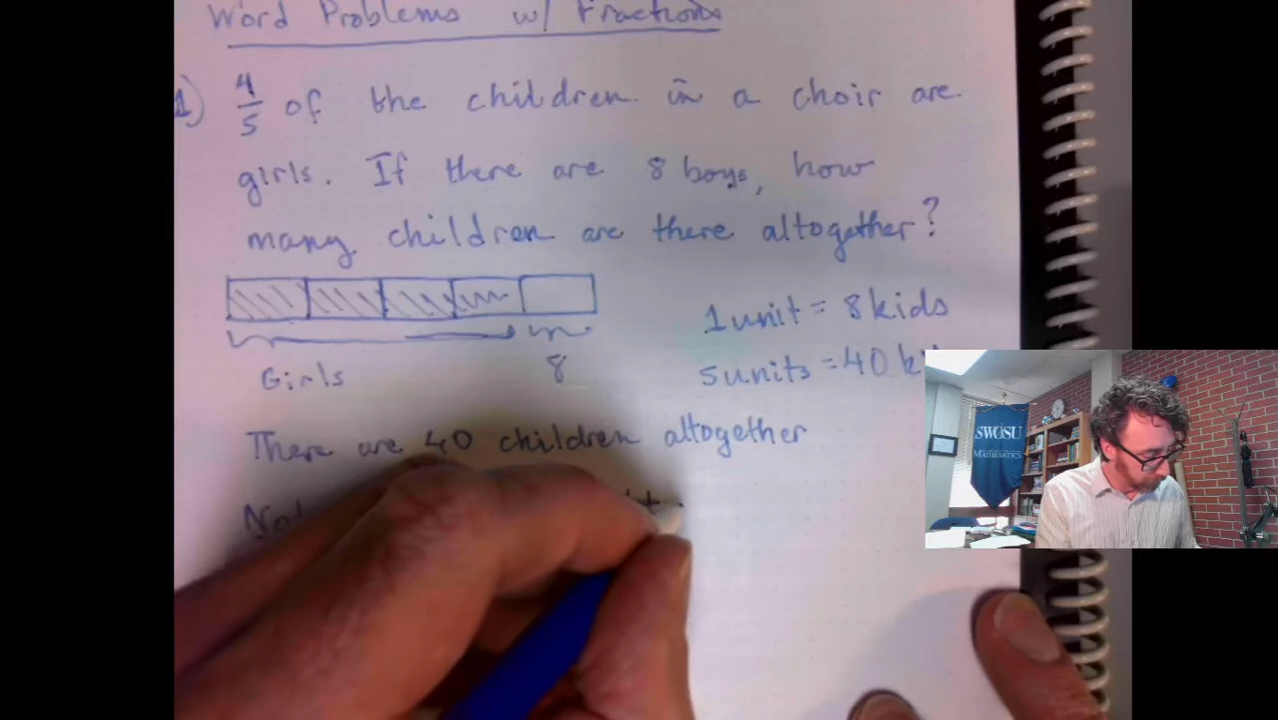 Word Problems w/ Fractions
1) 4/5 of the children in a choir are
girls. If there are 8 boys, how
many children are there altogether?
1 unit = 8 kids
5 units = 40
Girls
8
There are 40 children altogether
SWOSU
MATHEMATICS